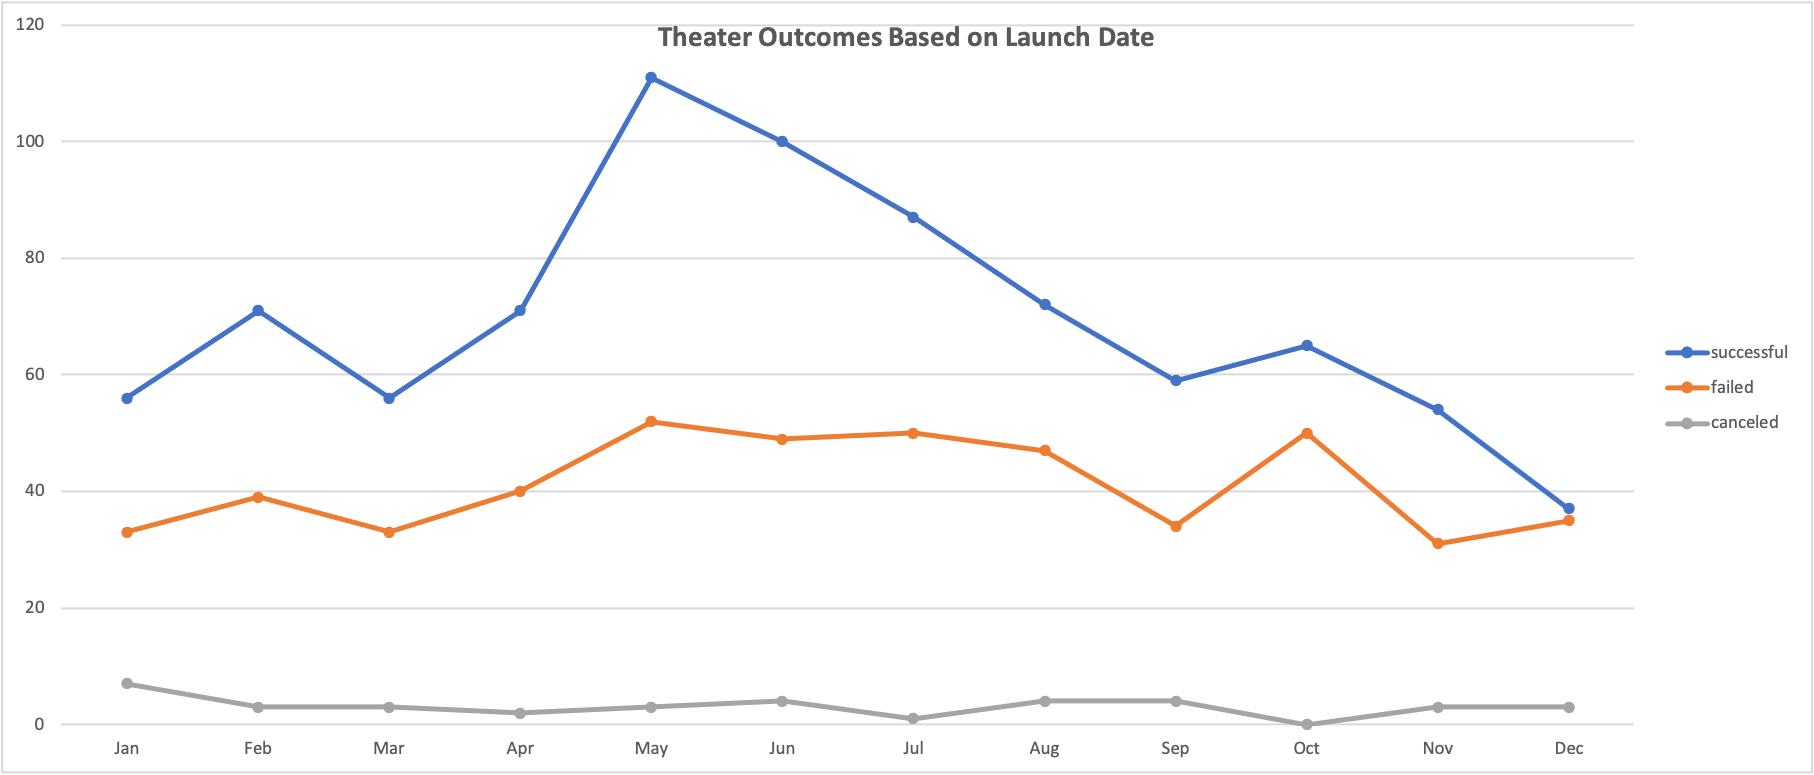 Theater Outcomes Based on Launch Date
120
100
80
60
40
20
0
Jan Feb Mar Apr May Jun Jul Aug Sep Oct Nov Dec
successful
failed
canceled